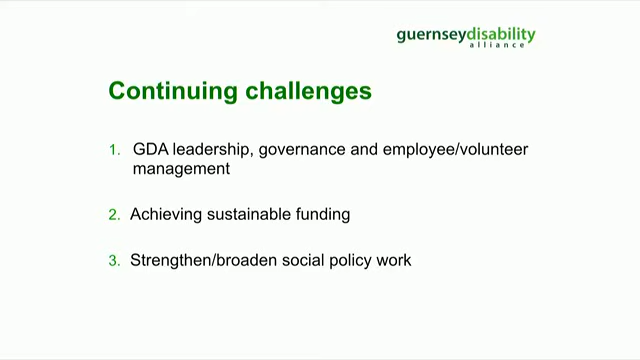 guernseydisability
alliance
Continuing challenges
1. GDA leadership, governance and employee/volunteer
management
2. Achieving sustainable funding
3. Strengthen/broaden social policy work